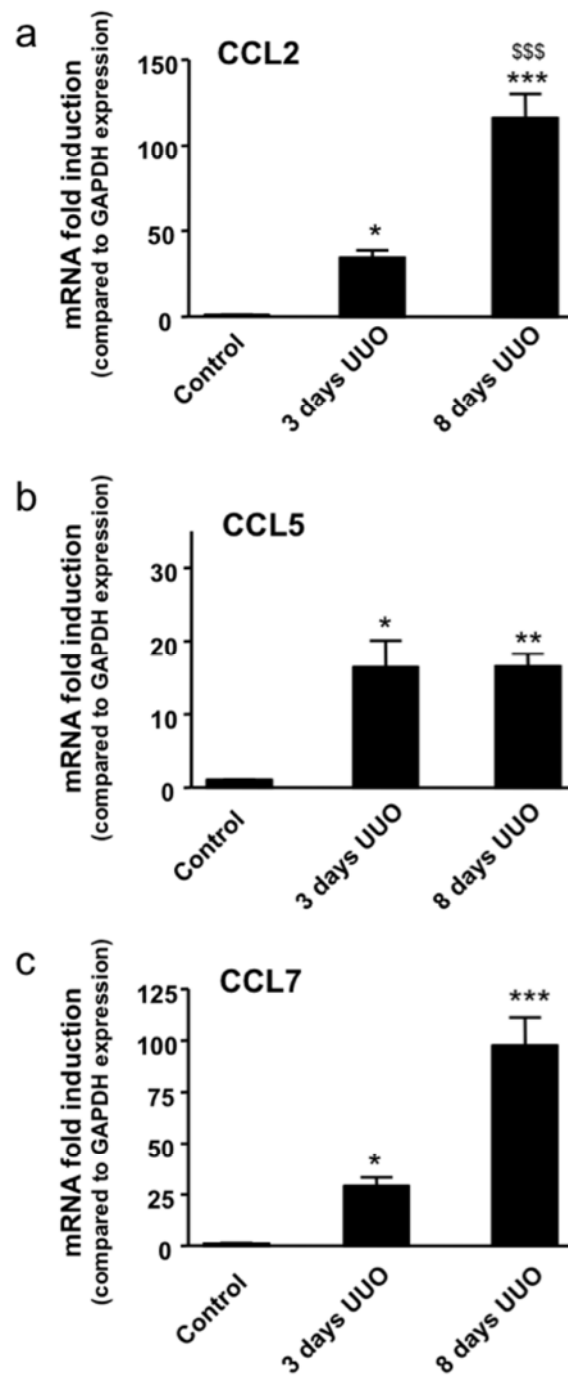 a
CCL2
mRNA fold induction
(compared to GAPDH expression)
150
100
50
0
*
$$$
***
Control
3 days UUO
8 days UUO
b
CCL5
mRNA fold induction
(compared to GAPDH expression)
30
20
10
0
*
**
Control
3 days UUO
8 days UUO
c
CCL7
mRNA fold induction
(compared to GAPDH expression)
125
100
75
50
25
0
*
***
Control
3 days UUO
8 days UUO